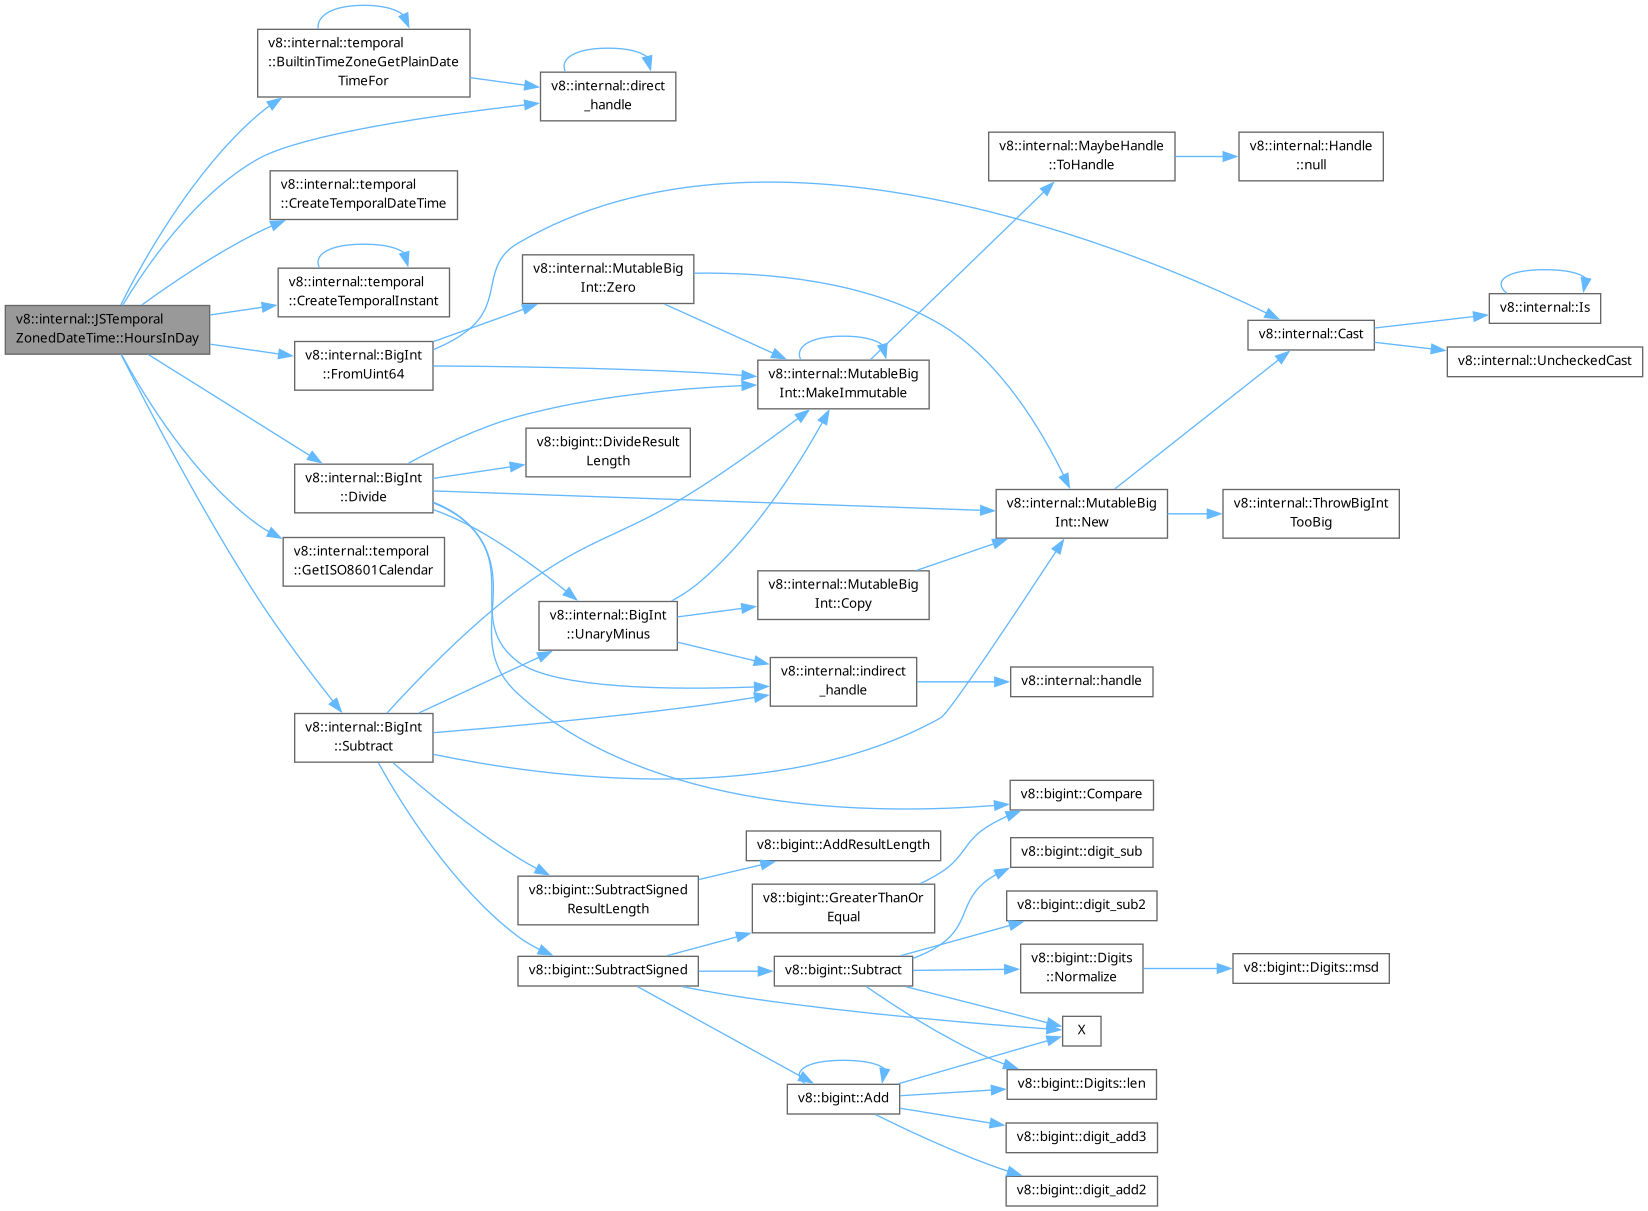 v8::internal::JSTemporal
ZonedDateTime::HoursInDay
v8::internal::temporal
::BuiltinTimeZoneGetPlainDate
TimeFor
v8::internal::direct
_handle
v8::internal::temporal
::CreateTemporalDateTime
v8::internal::temporal
::CreateTemporalInstant
v8::internal::BigInt
::FromUint64
v8::internal::BigInt
::Divide
v8::internal::temporal
::GetISO8601Calendar
v8::internal::BigInt
::Subtract
v8::internal::MutableBig
Int::Zero
v8::bigint::DivideResult
Length
v8::internal::BigInt
::UnaryMinus
v8::bigint::SubtractSigned
ResultLength
v8::bigint::SubtractSigned
v8::internal::MutableBig
Int::MakeImmutable
v8::internal::MutableBig
Int::Copy
v8::internal::indirect
_handle
v8::bigint::AddResultLength
v8::bigint::GreaterThanOr
Equal
v8::bigint::Subtract
v8::bigint::Add
v8::internal::MaybeHandle
::ToHandle
v8::internal::MutableBig
Int::New
v8::internal::handle
v8::bigint::Compare
v8::bigint::digit_sub
v8::bigint::digit_sub2
v8::bigint::Digits
::Normalize
X
v8::bigint::Digits::len
v8::bigint::digit_add3
v8::bigint::digit_add2
v8::internal::Handle
::null
v8::internal::Cast
v8::internal::ThrowBigInt
TooBig
v8::bigint::Digits::msd
v8::internal::Is
v8::internal::UncheckedCast